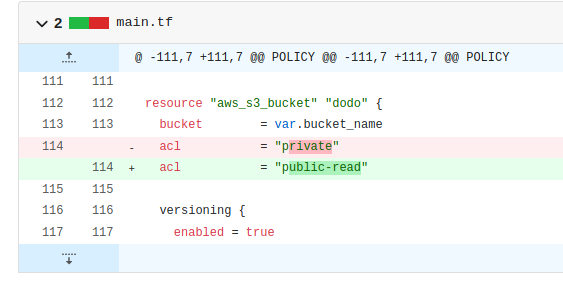 2 main.tf
@ -111,7 +111,7 @@ POLICY @@ -111,7 +111,7 @@ POLICY
111 111
112 112 resource "aws_s3_bucket" "dodo" {
113 113 bucket = var.bucket_name
114 - acl = "private"
114 + acl = "public-read"
115 115
116 116 versioning {
117 117 enabled = true